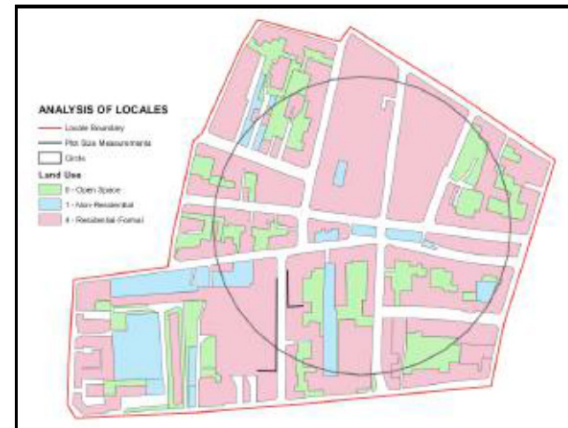 ANALYSIS OF LOCALES
Locale Boundary
Plot Size Measurements
Circle
Land Use
0 - Open Space
1 - Non-Residential
4 - Residential-Formal